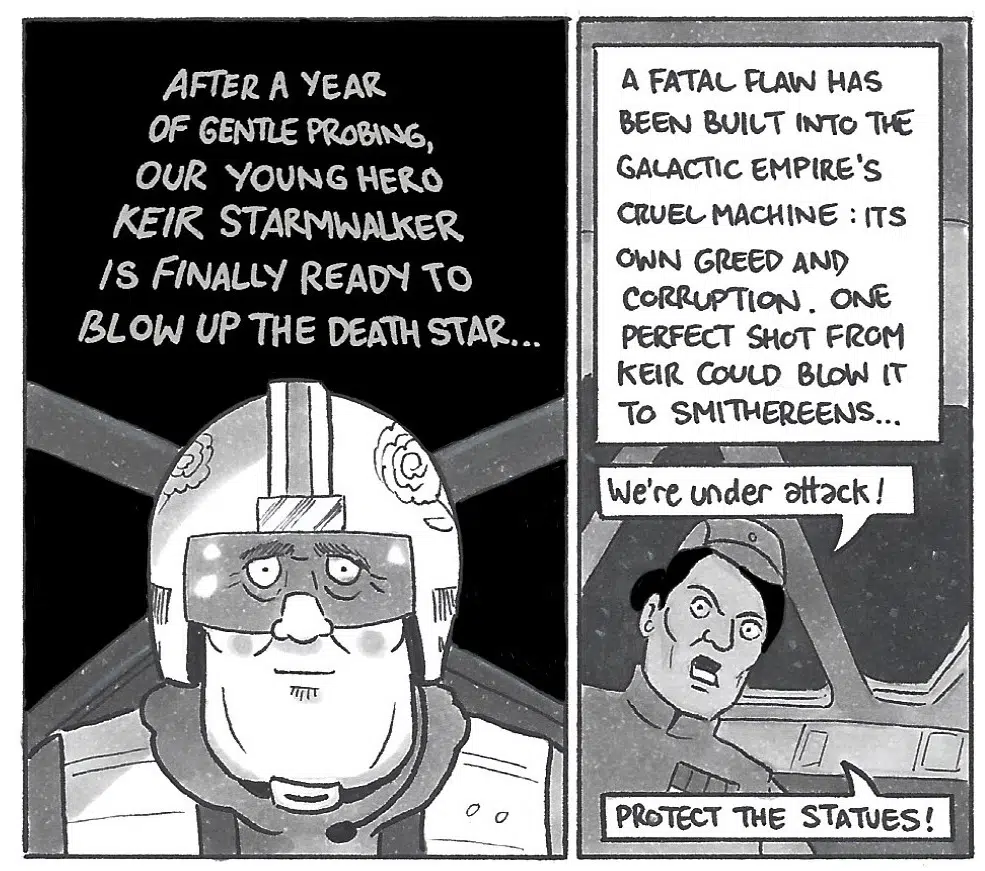 AFTER A YEAR
OF GENTLE PROBING,
OUR YOUNG HERO
KEIR STARMWALKER
IS FINALLY READY TO
BLOW UP THE DEATH STAR...
A FATAL FLAW HAS
BEEN BUILT INTO THE
GALACTIC EMPIRE'S
CRUEL MACHINE : ITS
OWN GREED AND
CORRUPTION. ONE
PERFECT SHOT FROM
KEIR COULD BLOW IT
TO SMITHEREENS...
We're under attack!
PROTECT THE STATUES!